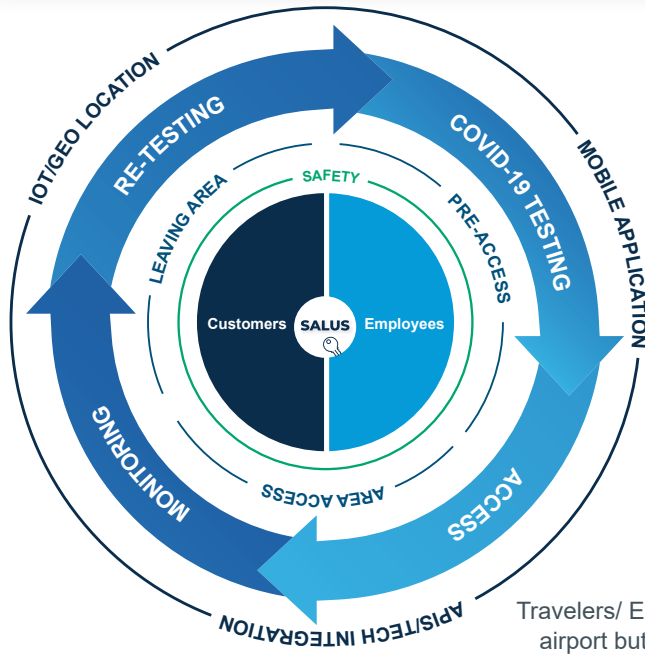 IOT/GEO LOCATION
MOBILE APPLICATION
APIS/TECH INTEGRATION
RE-TESTING
COVID-19 TESTING
ACCESS
MONITORING
LEAVING AREA
PRE-ACCESS
AREA ACCESS
SAFETY
Customers
SALUS
Employees
Travelers/ E
airport but